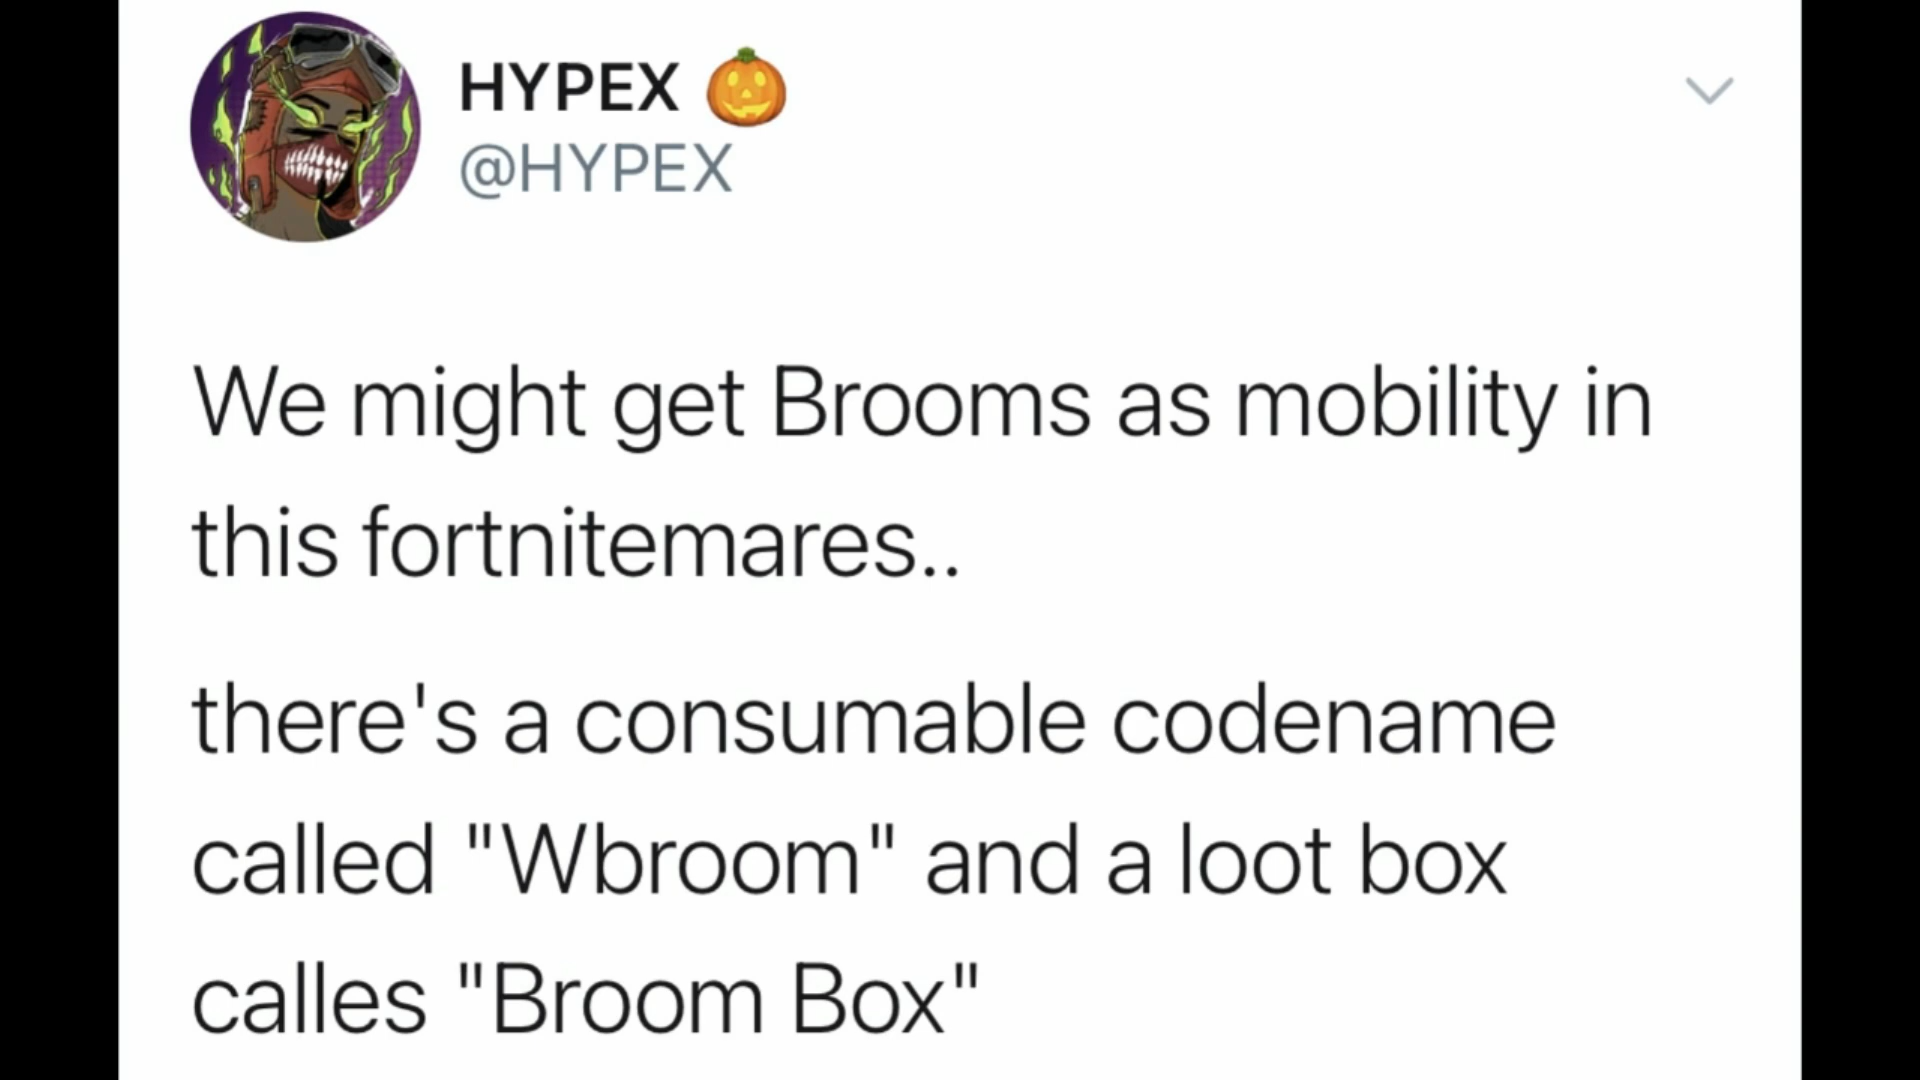 HYPEX 🎃
@HYPEX
We might get Brooms as mobility in
this fortnitemares..
there's a consumable codename
called "Wbroom" and a loot box
calles "Broom Box"